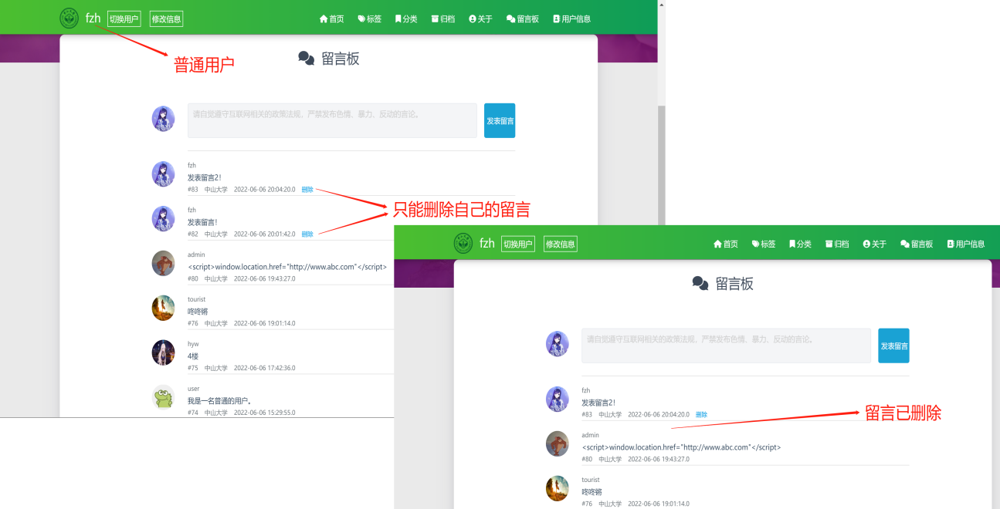 fzh 切换用户 修改信息 首页 标签 分类 归档 关于 留言板 用户信息
普通用户
留言板
请自觉遵守互联网相关的政策法规，严禁发布色情、暴力、反动的言论。
发表留言
fzh
发表留言2！
#83 中山大学 2022-06-06 20:04:20.0 删除
fzh
发表留言！
#82 中山大学 2022-06-06 20:01:42.0 删除
只能删除自己的留言
admin
<script>window.location.href="http://www.abc.com"</script>
#80 中山大学 2022-06-06 19:43:27.0
tourist
咚咚锵
#76 中山大学 2022-06-06 19:01:14.0
hyw
4楼
#75 中山大学 2022-06-06 17:42:36.0
user
我是一名普通的用户。
#74 中山大学 2022-06-06 15:29:55.0
fzh 切换用户 修改信息 首页 标签 分类 归档 关于 留言板 用户信息
留言板
请自觉遵守互联网相关的政策法规，严禁发布色情、暴力、反动的言论。
发表留言
fzh
发表留言2！
#83 中山大学 2022-06-06 20:04:20.0 删除
留言已删除
admin
<script>window.location.href="http://www.abc.com"</script>
#80 中山大学 2022-06-06 19:43:27.0
tourist
咚咚锵
#76 中山大学 2022-06-06 19:01:14.0